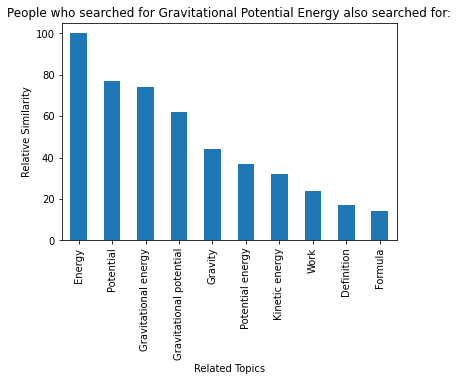 People who searched for Gravitational Potential Energy also searched for:
100
80
60
40
20
0
Relative Similarity
Energy
Potential
Gravitational energy
Gravitational potential
Gravity
Potential energy
Kinetic energy
Work
Definition
Formula
Related Topics